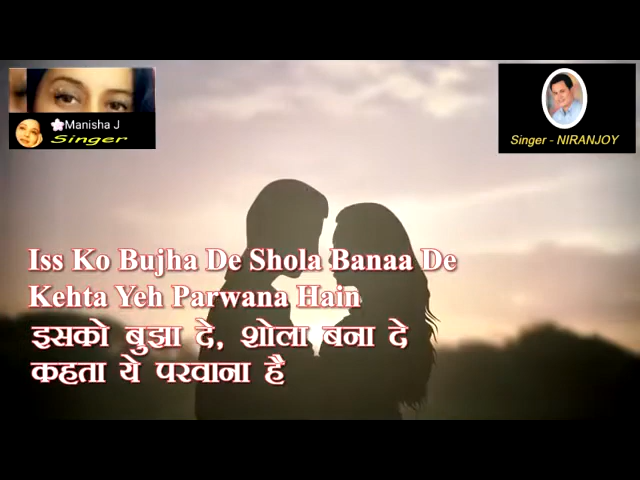 Manisha J
Singer
Singer - NIRANJOY
Iss Ko Bujha De Shola Banaa De
Kehta Yeh Parwana Hain
इसको बुझा दे, शोला बना दे
कहता ये परवाना है